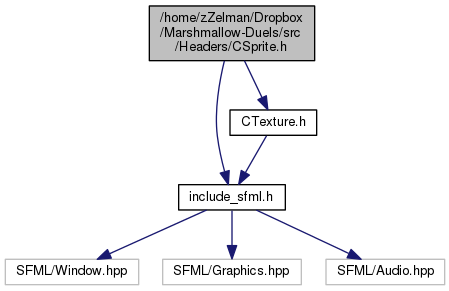 /home/zZelman/Dropbox
/Marshmallow-Duels/src
/Headers/CSprite.h
CTexture.h
include_sfml.h
SFML/Window.hpp
SFML/Graphics.hpp
SFML/Audio.hpp